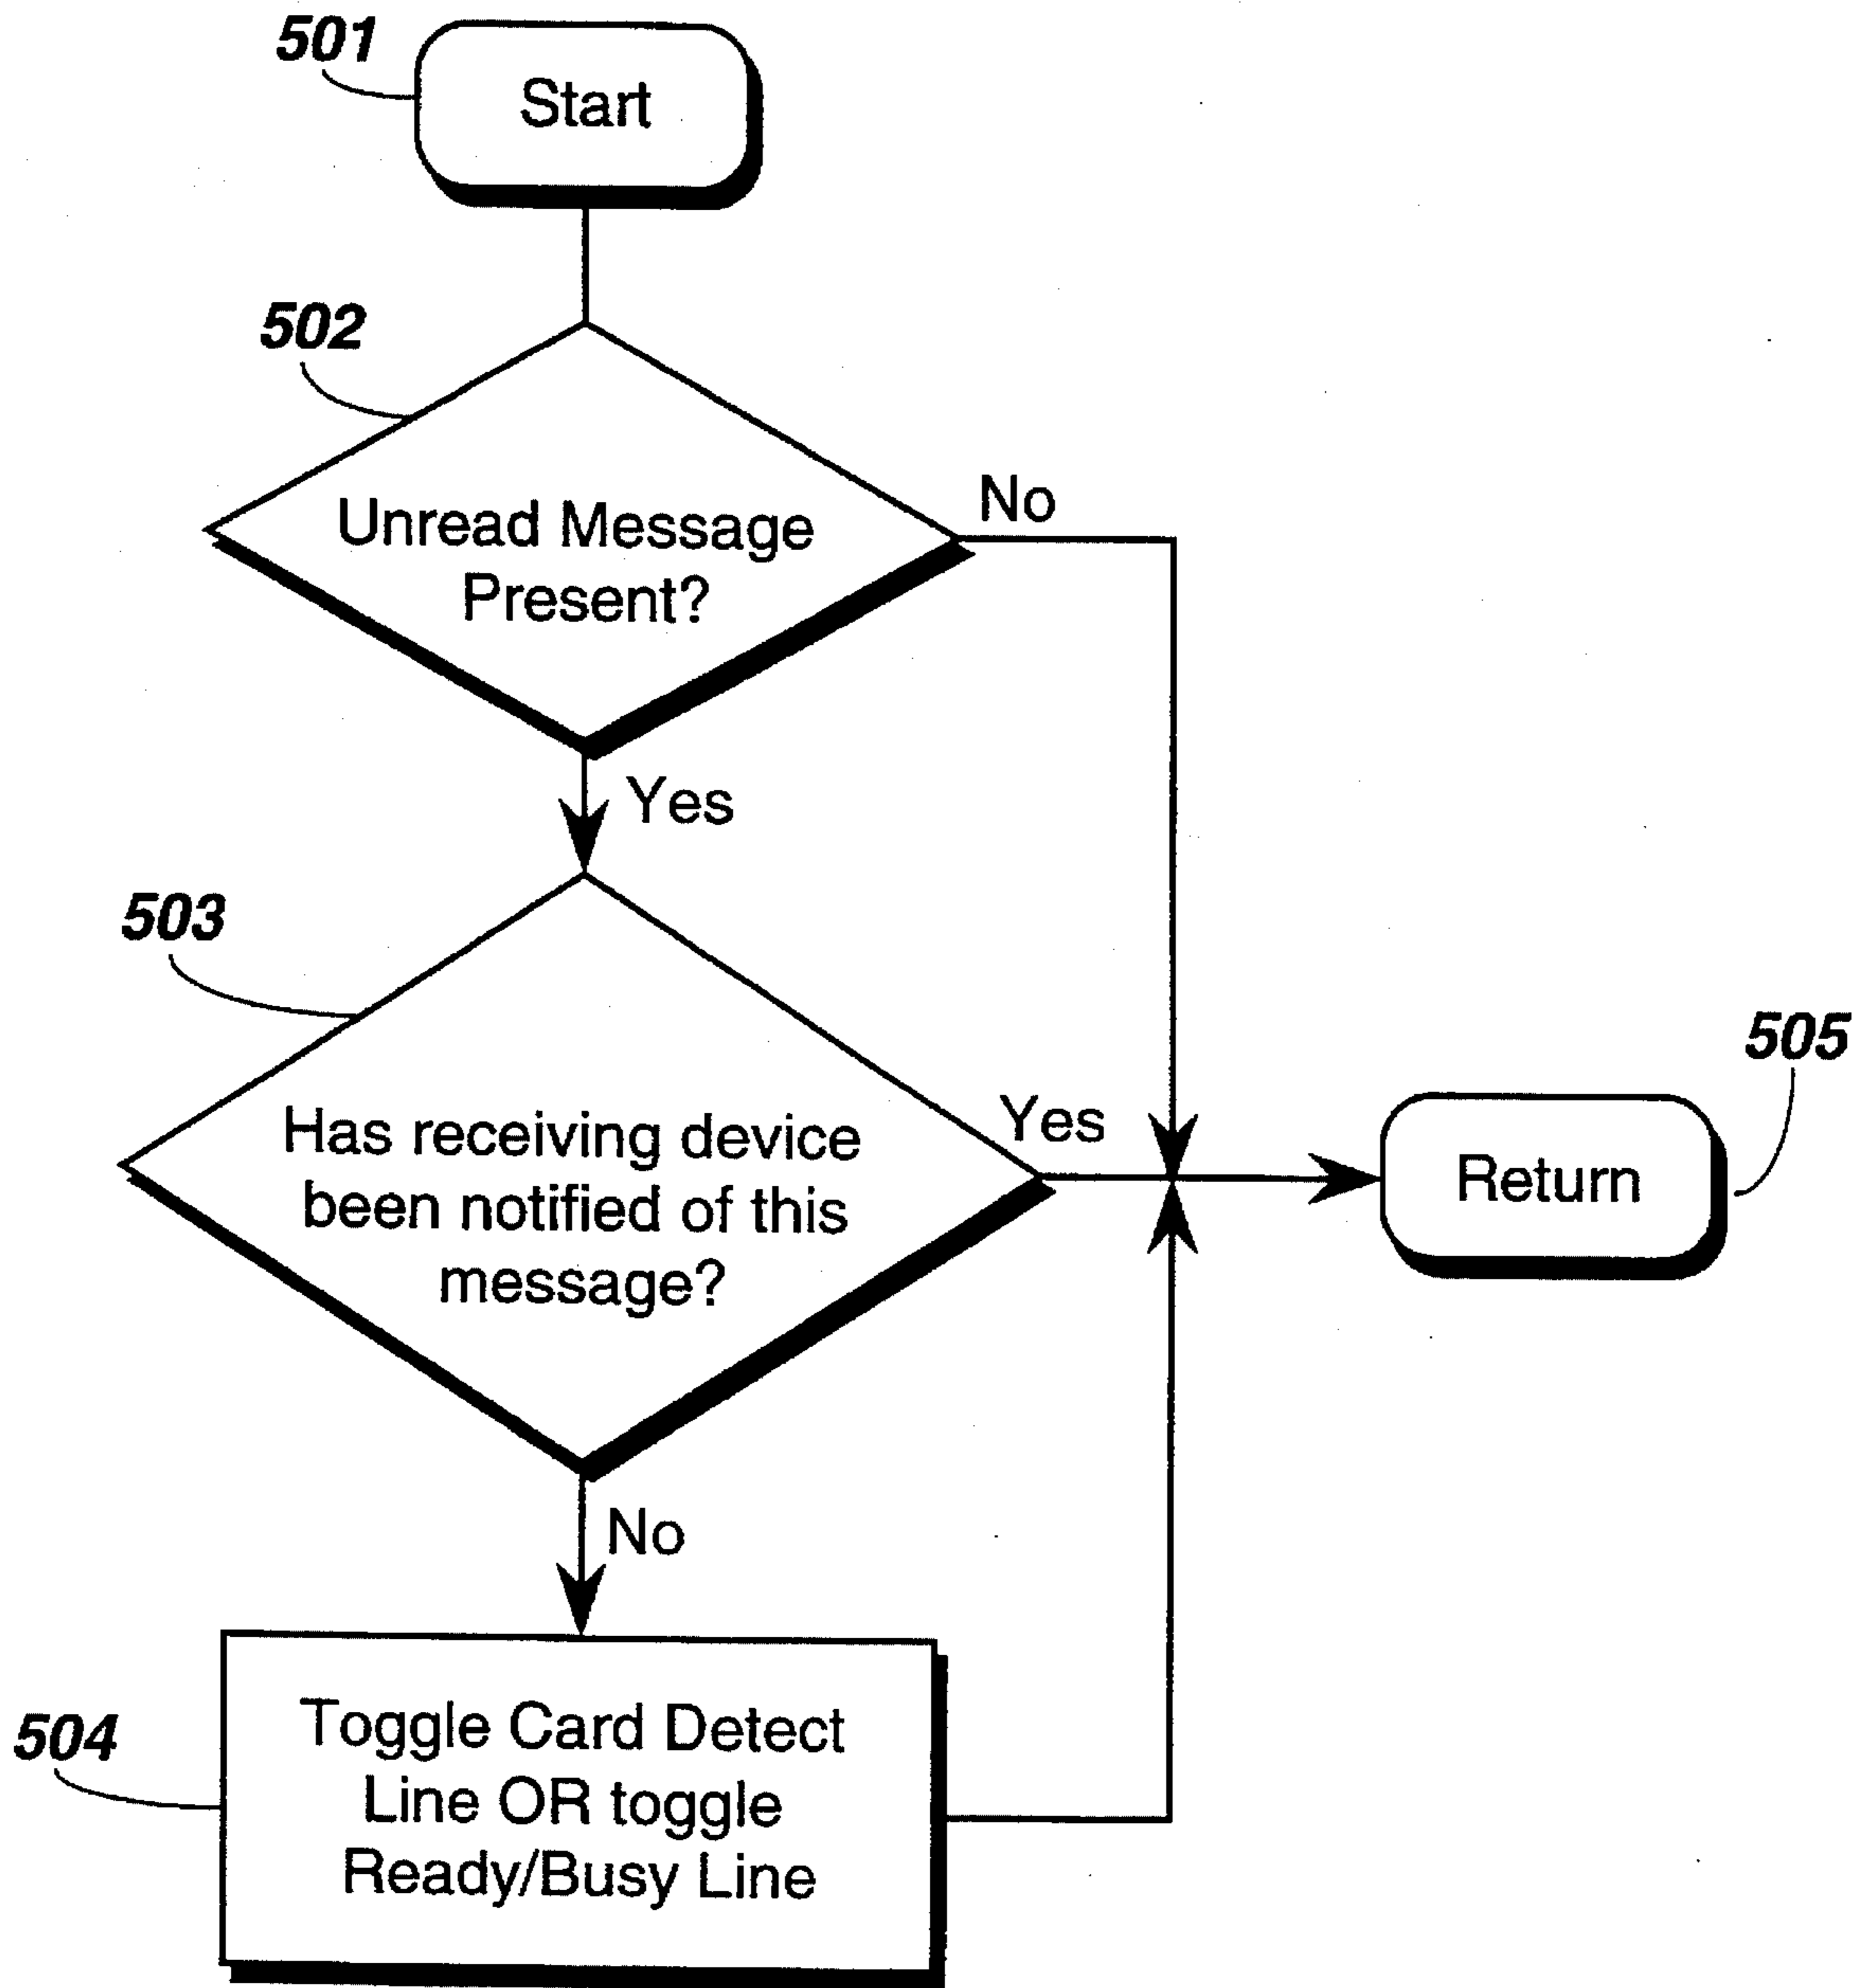 501
Start
502
Unread Message
Present?
No
Yes
503
Has receiving device
been notified of this
message?
Yes
505
Return
No
504
Toggle Card Detect
Line OR toggle
Ready/Busy Line